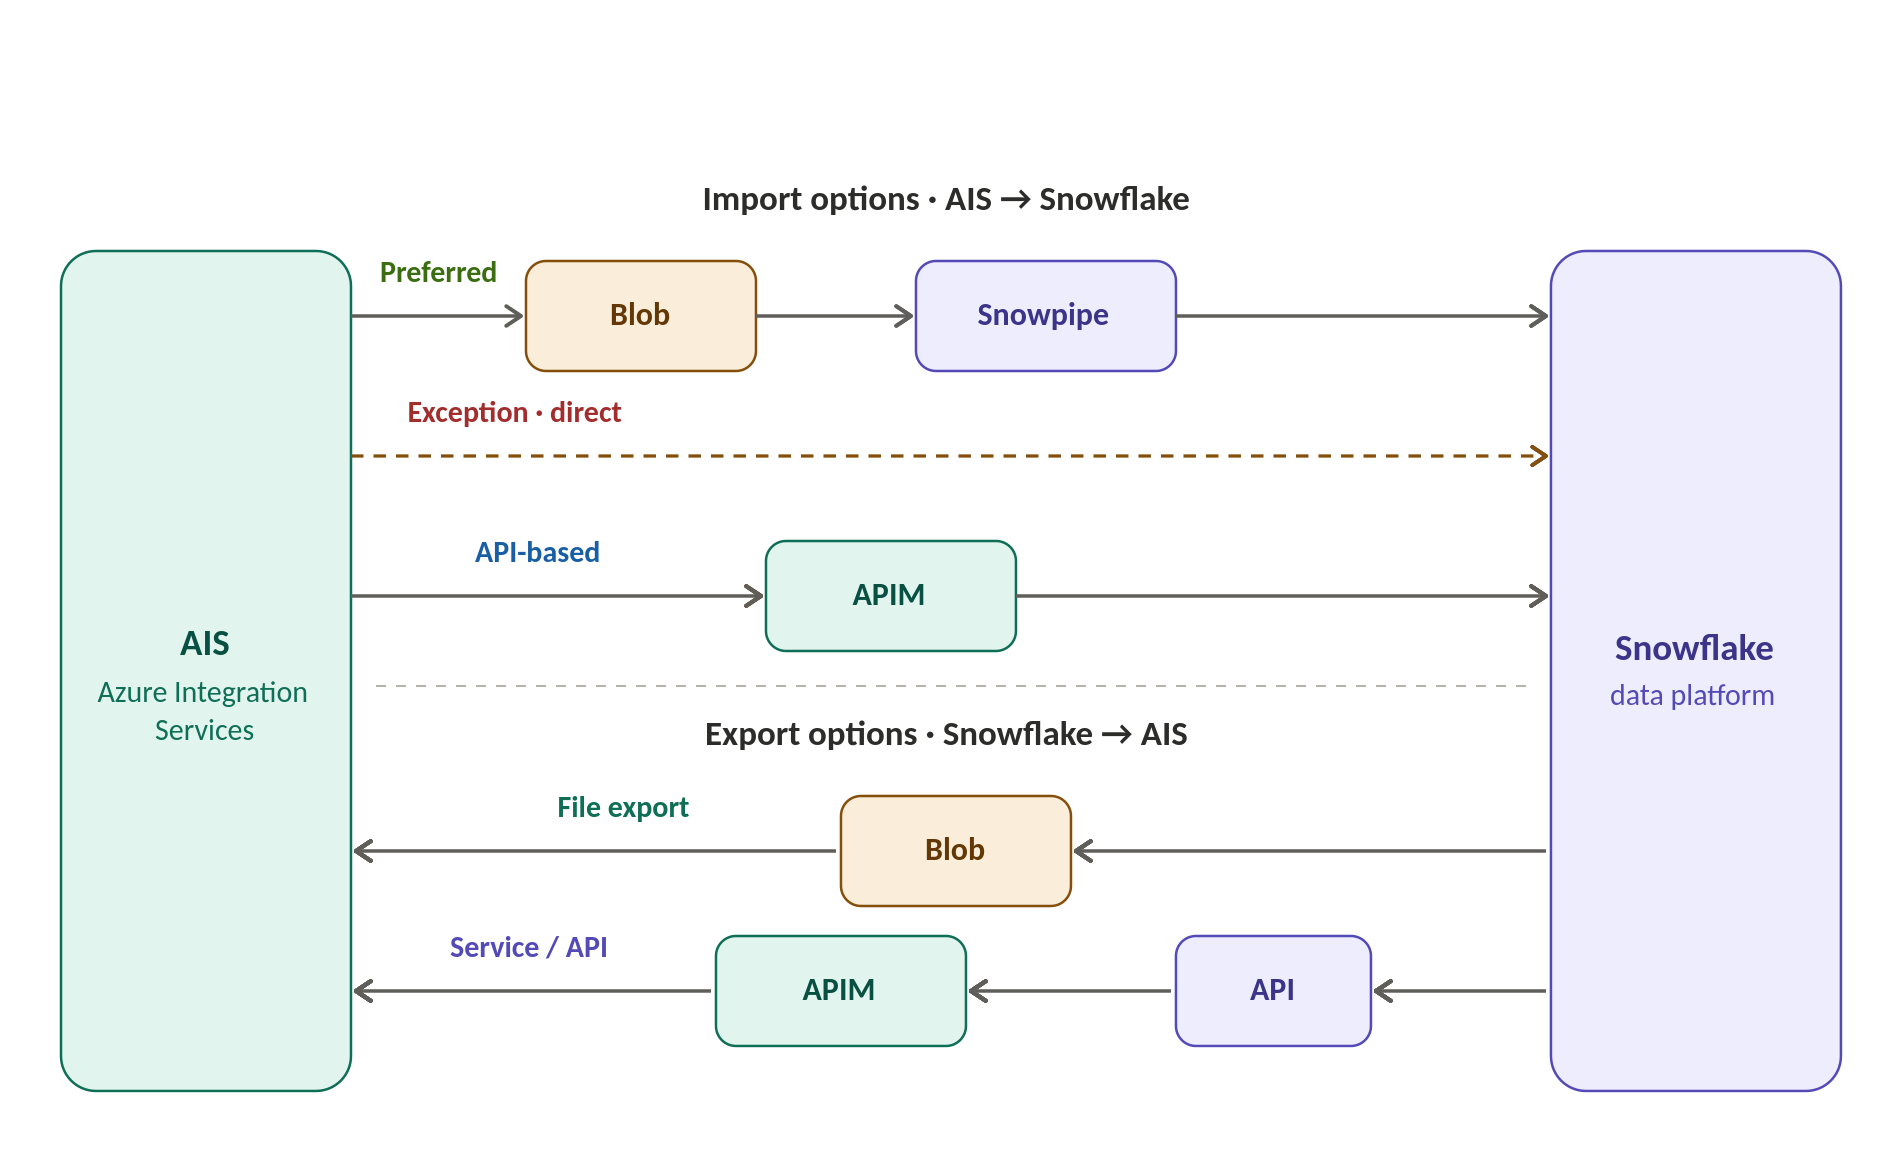 Import options · AIS → Snowflake
Preferred
Blob
Snowpipe
Exception · direct
API-based
APIM
AIS
Azure Integration
Services
Snowflake
data platform
Export options · Snowflake → AIS
File export
Blob
Service / API
APIM
API